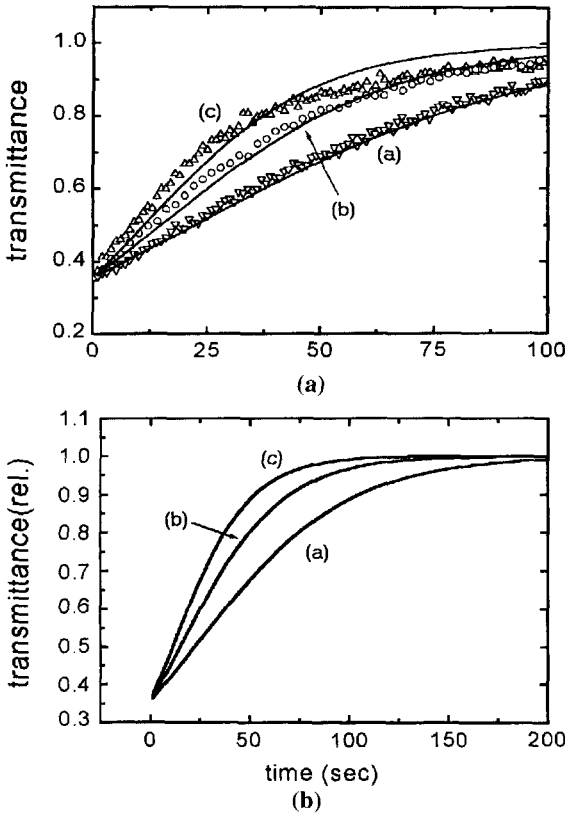 transmittance
1.0
0.8
0.6
0.4
0.2
(c)
(a)
(b)
0 25 50 75 100
(a)
transmittance(rel.)
1.1
1.0
0.9
0.8
0.7
0.6
0.5
0.4
0.3
(c)
(b)
(a)
0 50 100 150 200
time (sec)
(b)